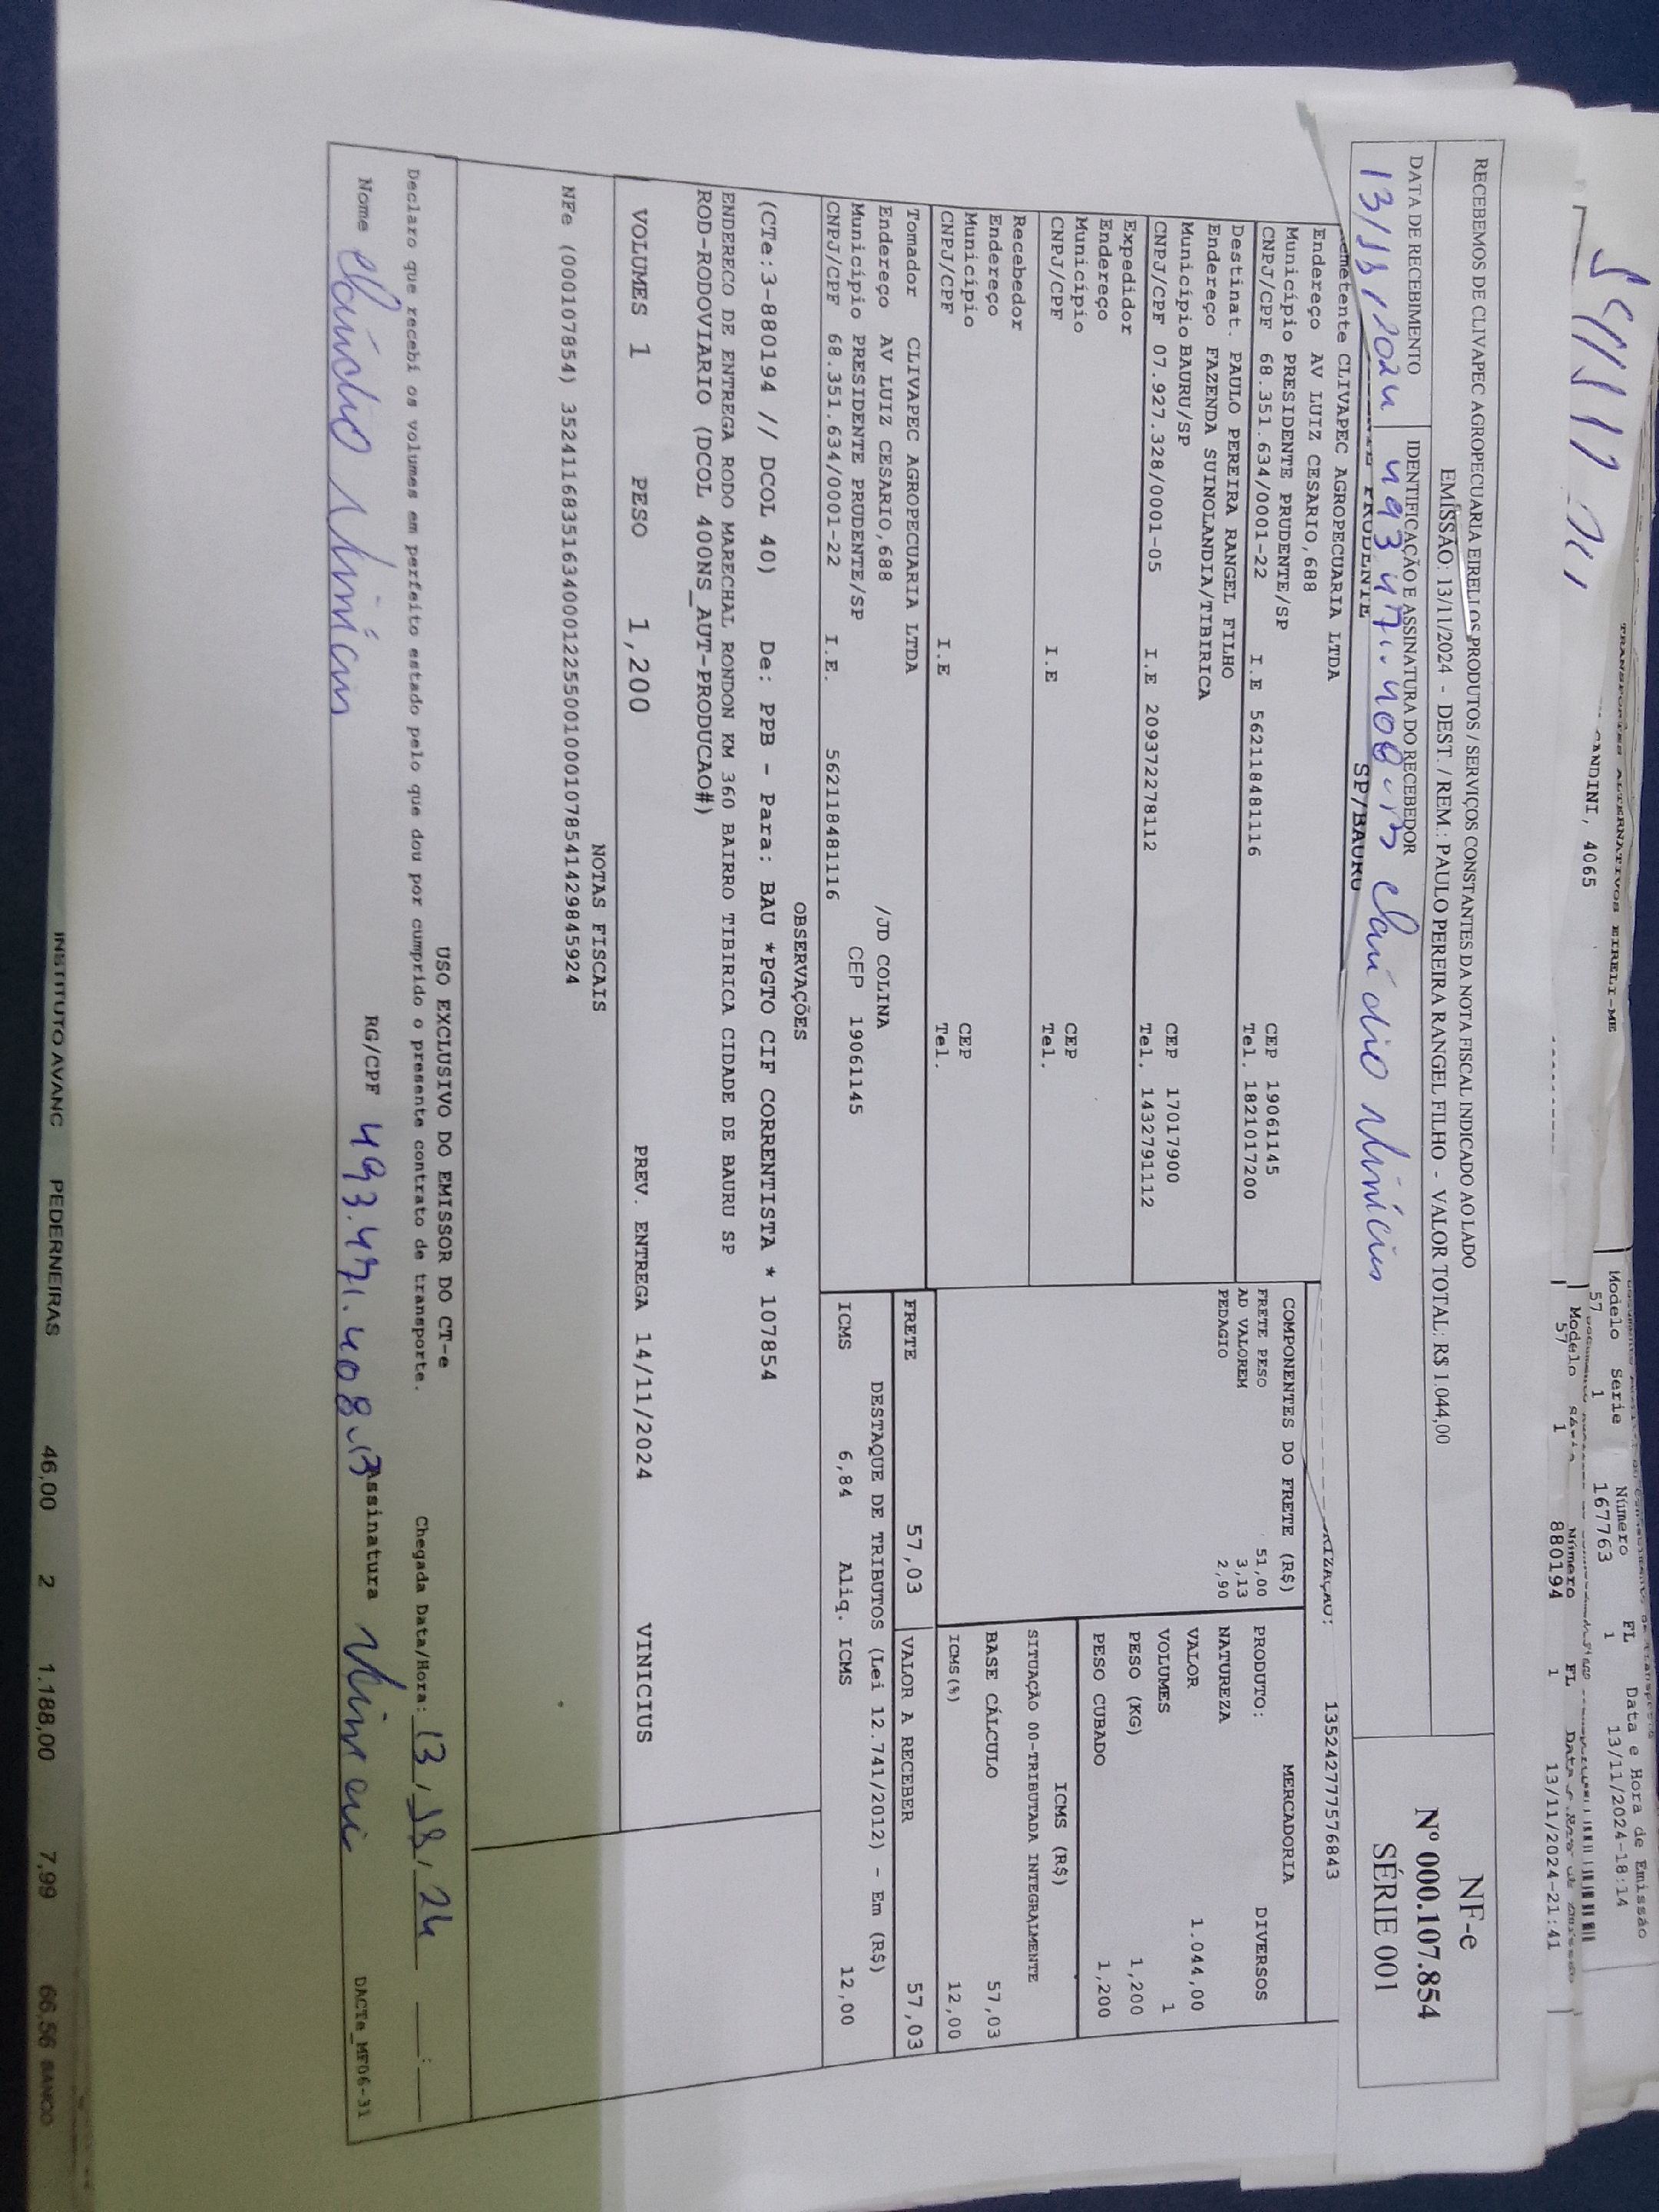 CANDINI, 4065
Modelo Serie Número FL Data e Hora de Emissão
57 1 167763 1 13/11/2024-18:14
Modelo Número FL
57 1 880194 1 13/11/2024-21:41
RECEBEMOS DE CLIVAPEC AGROPECUARIA EIRELI OS PRODUTOS / SERVIÇOS CONSTANTES DA NOTA FISCAL INDICADO AO LADO
EMISSÃO: 13/11/2024 - DEST. / REM.: PAULO PEREIRA RANGEL FILHO - VALOR TOTAL: R$ 1.044,00
DATA DE RECEBIMENTO
IDENTIFICAÇÃO E ASSINATURA DO RECEBEDOR
NF-e
Nº 000.107.854
SÉRIE 001
PRUDENTE SP/BAURU
135242777576843
Remetente CLIVAPEC AGROPECUARIA LTDA
Endereço AV LUIZ CESARIO,688
Município PRESIDENTE PRUDENTE/SP CEP 19061145
CNPJ/CPF 68.351.634/0001-22 I.E 562118481116 Tel. 1821017200
Destinat. PAULO PEREIRA RANGEL FILHO
Endereço FAZENDA SUINOLANDIA/TIBIRICA
Município BAURU/SP CEP 17017900
CNPJ/CPF 07.927.328/0001-05 I.E 209372278112 Tel. 1432791112
Expedidor
Endereço
Município CEP
CNPJ/CPF I.E Tel.
Recebedor
Endereço
Município CEP
CNPJ/CPF I.E Tel.
Tomador CLIVAPEC AGROPECUARIA LTDA
Endereço AV LUIZ CESARIO,688 /JD COLINA
Município PRESIDENTE PRUDENTE/SP CEP 19061145
CNPJ/CPF 68.351.634/0001-22 I.E. 562118481116
COMPONENTES DO FRETE (R$)
FRETE PESO 51,00
AD VALOREM 3,13
PEDAGIO 2,90
MERCADORIA
PRODUTO: DIVERSOS
NATUREZA
VALOR 1.044,00
VOLUMES 1
PESO (KG) 1,200
PESO CUBADO 1,200
ICMS (R$)
SITUAÇÃO 00-TRIBUTADA INTEGRALMENTE
BASE CÁLCULO 57,03
ICMS(%) 12,00
FRETE 57,03 VALOR A RECEBER 57,03
DESTAQUE DE TRIBUTOS (Lei 12.741/2012) - Em (R$)
ICMS 6,84 Aliq. ICMS 12,00
OBSERVAÇÕES
(CTe:3-880194 // DCOL 40) De: PPB - Para: BAU *PGTO CIF CORRENTISTA * 107854
ENDERECO DE ENTREGA RODO MARECHAL RONDON KM 360 BAIRRO TIBIRICA CIDADE DE BAURU SP
ROD-RODOVIARIO (DCOL 400NS_AUT-PRODUCAO#)
VOLUMES 1 PESO 1,200 PREV. ENTREGA 14/11/2024 VINICIUS
NOTAS FISCAIS
NFe (000107854) 35241168351634000122550010001078541429845924
USO EXCLUSIVO DO EMISSOR DO CT-e
Declaro que recebi os volumes em perfeito estado pelo que dou por cumprido o presente contrato de transporte. Chegada Data/Hora:
Nome RG/CPF 493.471.408.13 Assinatura
DACTe_MF06-31
INSTITUTO AVANC PEDERNEIRAS 46,00 2 1.188,00 7,99 66,56 BANCO